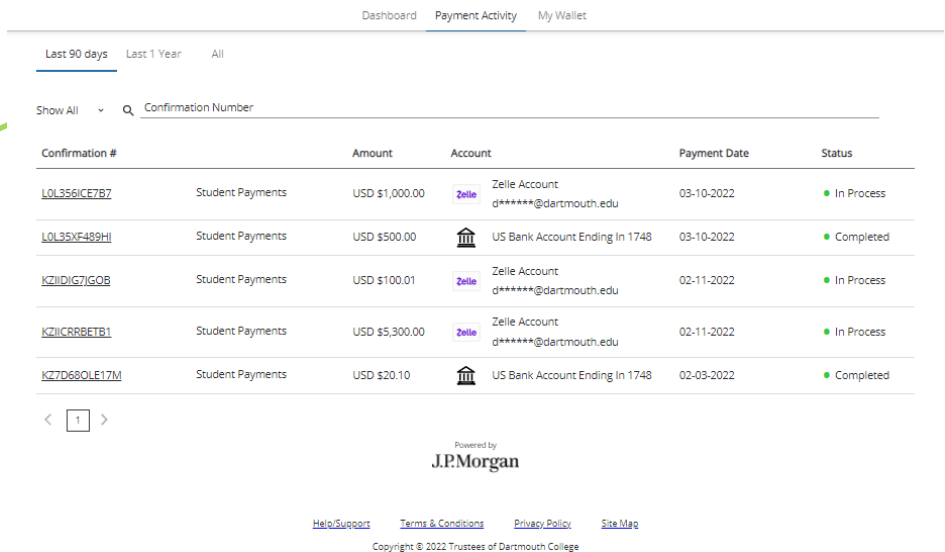 Dashboard Payment Activity My Wallet
Last 90 days Last 1 Year All
Show All Confirmation Number
Confirmation # Amount Account Payment Date Status
L0L356ICE7B7 Student Payments USD $1,000.00 Zelle Zelle Account d******@dartmouth.edu 03-10-2022 In Process
L0L35XF489HI Student Payments USD $500.00 US Bank Account Ending In 1748 03-10-2022 Completed
KZIIDIG7JGOB Student Payments USD $100.01 Zelle Zelle Account d******@dartmouth.edu 02-11-2022 In Process
KZIICRRBETB1 Student Payments USD $5,300.00 Zelle Zelle Account d******@dartmouth.edu 02-11-2022 In Process
KZ7D68OLE17M Student Payments USD $20.10 US Bank Account Ending In 1748 02-03-2022 Completed
1
Powered by
J.P.Morgan
Help/Support Terms & Conditions Privacy Policy Site Map
Copyright © 2022 Trustees of Dartmouth College